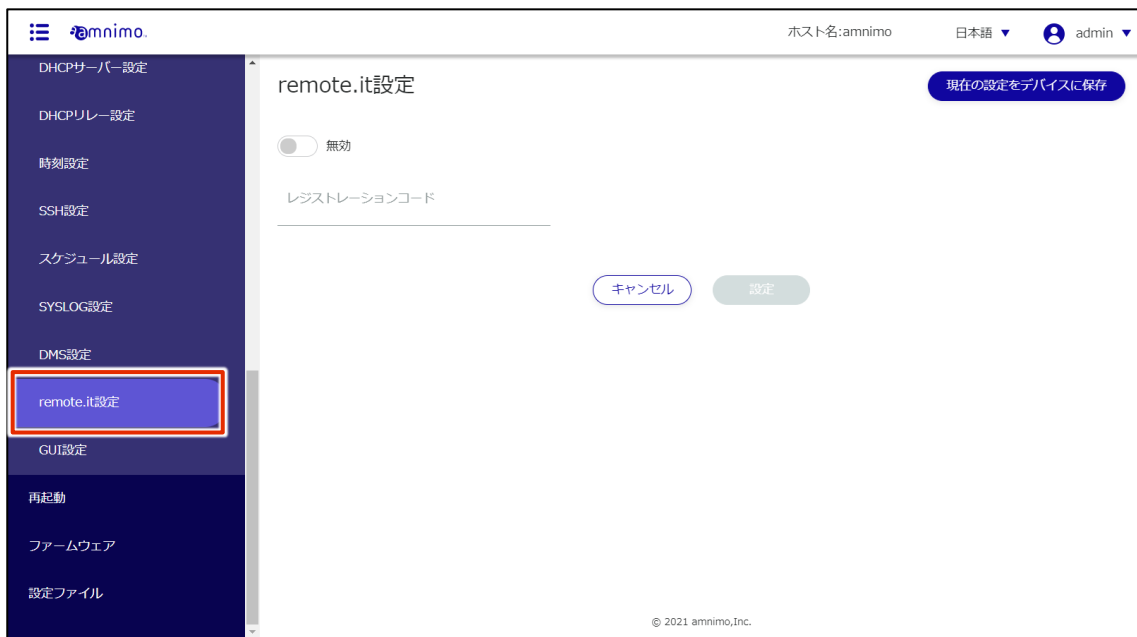 amnimo.
ホスト名:amnimo
日本語 ▼
admin ▼
DHCPサーバー設定
DHCPリレー設定
時刻設定
SSH設定
スケジュール設定
SYSLOG設定
DMS設定
remote.it設定
GUI設定
再起動
ファームウェア
設定ファイル
remote.it設定
現在の設定をデバイスに保存
無効
レジストレーションコード
キャンセル
設定
© 2021 amnimo,Inc.